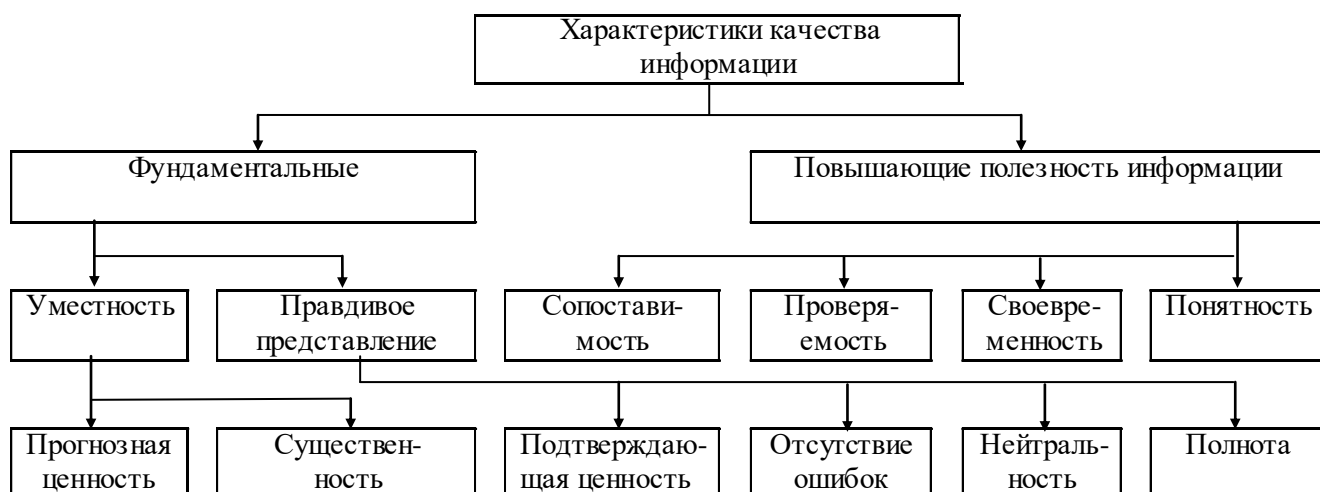 Характеристики качества
информации
Фундаментальные
Повышающие полезность информации
Уместность
Правдивое
представление
Сопостави-
мость
Проверя-
емость
Своевре-
менность
Понятность
Прогнозная
ценность
Существен-
ность
Подтверждаю-
щая ценность
Отсутствие
ошибок
Нейтраль-
ность
Полнота